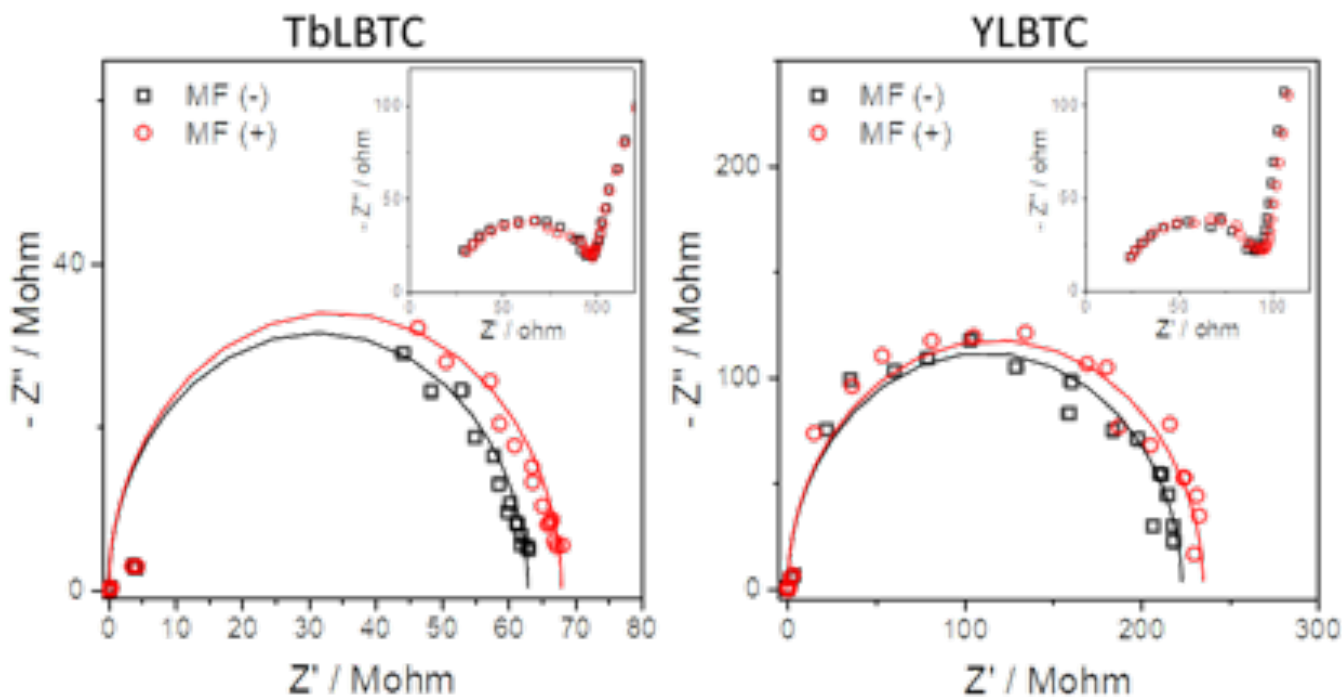 TbLBTC
MF (-)
MF (+)
100
50
0
0
50
100
- Z'' / ohm
Z' / ohm
40
0
- Z'' / Mohm
0 10 20 30 40 50 60 70 80
Z' / Mohm
YLBTC
MF (-)
MF (+)
100
50
0
0
50
100
- Z'' / ohm
Z' / ohm
200
100
0
- Z'' / Mohm
0 100 200 300
Z' / Mohm